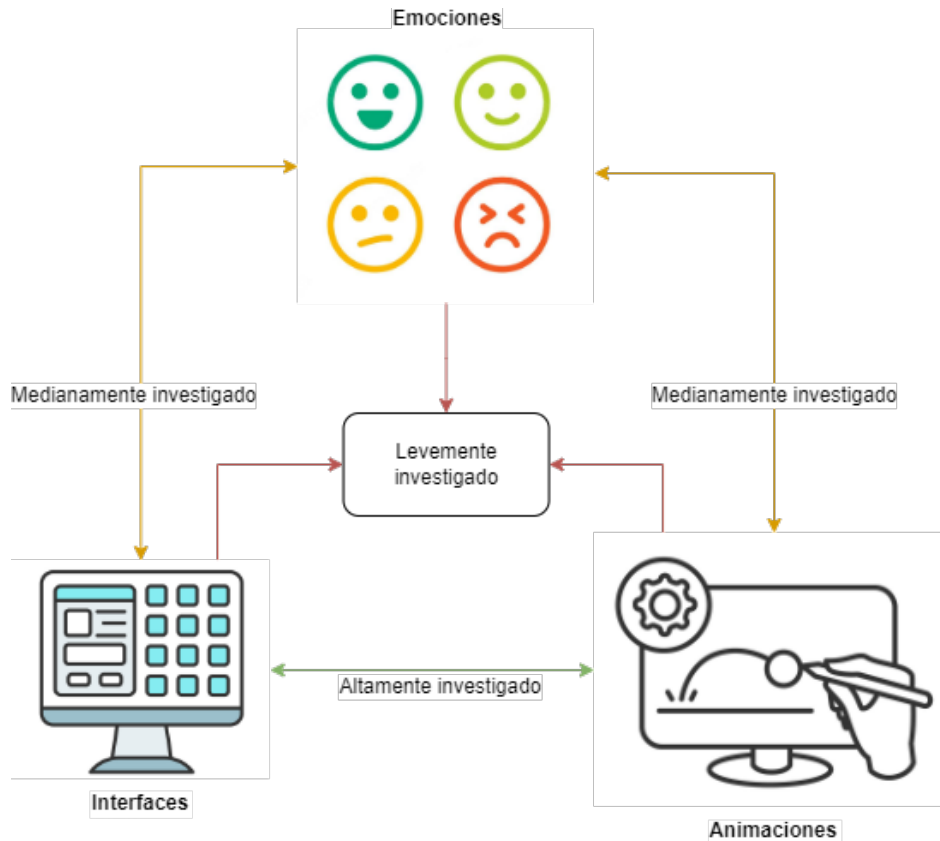 Emociones
Medianamente investigado
Medianamente investigado
Levemente
investigado
Altamente investigado
Interfaces
Animaciones